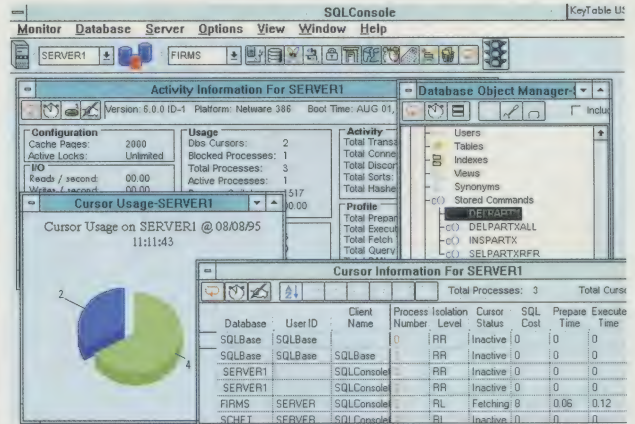 SQLConsole
KeyTable
Monitor Database Server Options View Window Help
SERVER1
FIRMS
Activity Information For SERVER1
Version: 6.0.0 ID-1 Platform: Netware 386 Boot Time: AUG 01,
Configuration
Cache Pages: 2000
Active Locks: Unlimited
I/O
Reads / second: 00.00
Writes / second: 00.00
Usage
Dbs Cursors: 2
Blocked Processes: 1
Total Processes: 3
Active Processes: 1
1517
00.00
Activity
Total Transa
Total Conne
Total Discor
Total Sorts:
Total Hashe
Profile
Total Prepar
Total Execut
Total Fetch
Total Query
Database Object Manager-
Inclu
Users
Tables
Indexes
Views
Synonyms
Stored Commands
DELPARTX
DELPARTXALL
INSPARTX
SELPARTXRFR
Cursor Usage-SERVER1
Cursor Usage on SERVER1 @ 08/08/95
11:11:43
2
4
Cursor Information For SERVER1
Total Processes: 3 Total Curso
Database User ID Client Name Process Number Isolation Level Cursor Status SQL Cost Prepare Time Execute Time
SQLBase SQLBase 0 RR Inactive 0 0 0
SQLBase SQLBase SQLBase RR Inactive 0 0 0
SERVER1 SQLConsole RR Inactive 0 0 0
SERVER1 SQLConsole RR Inactive 0 0 0
FIRMS SERVER SQLConsole RL Fetching 8 0.06 0.12
SERVER SQLConsole RL Inactive 0 0 0